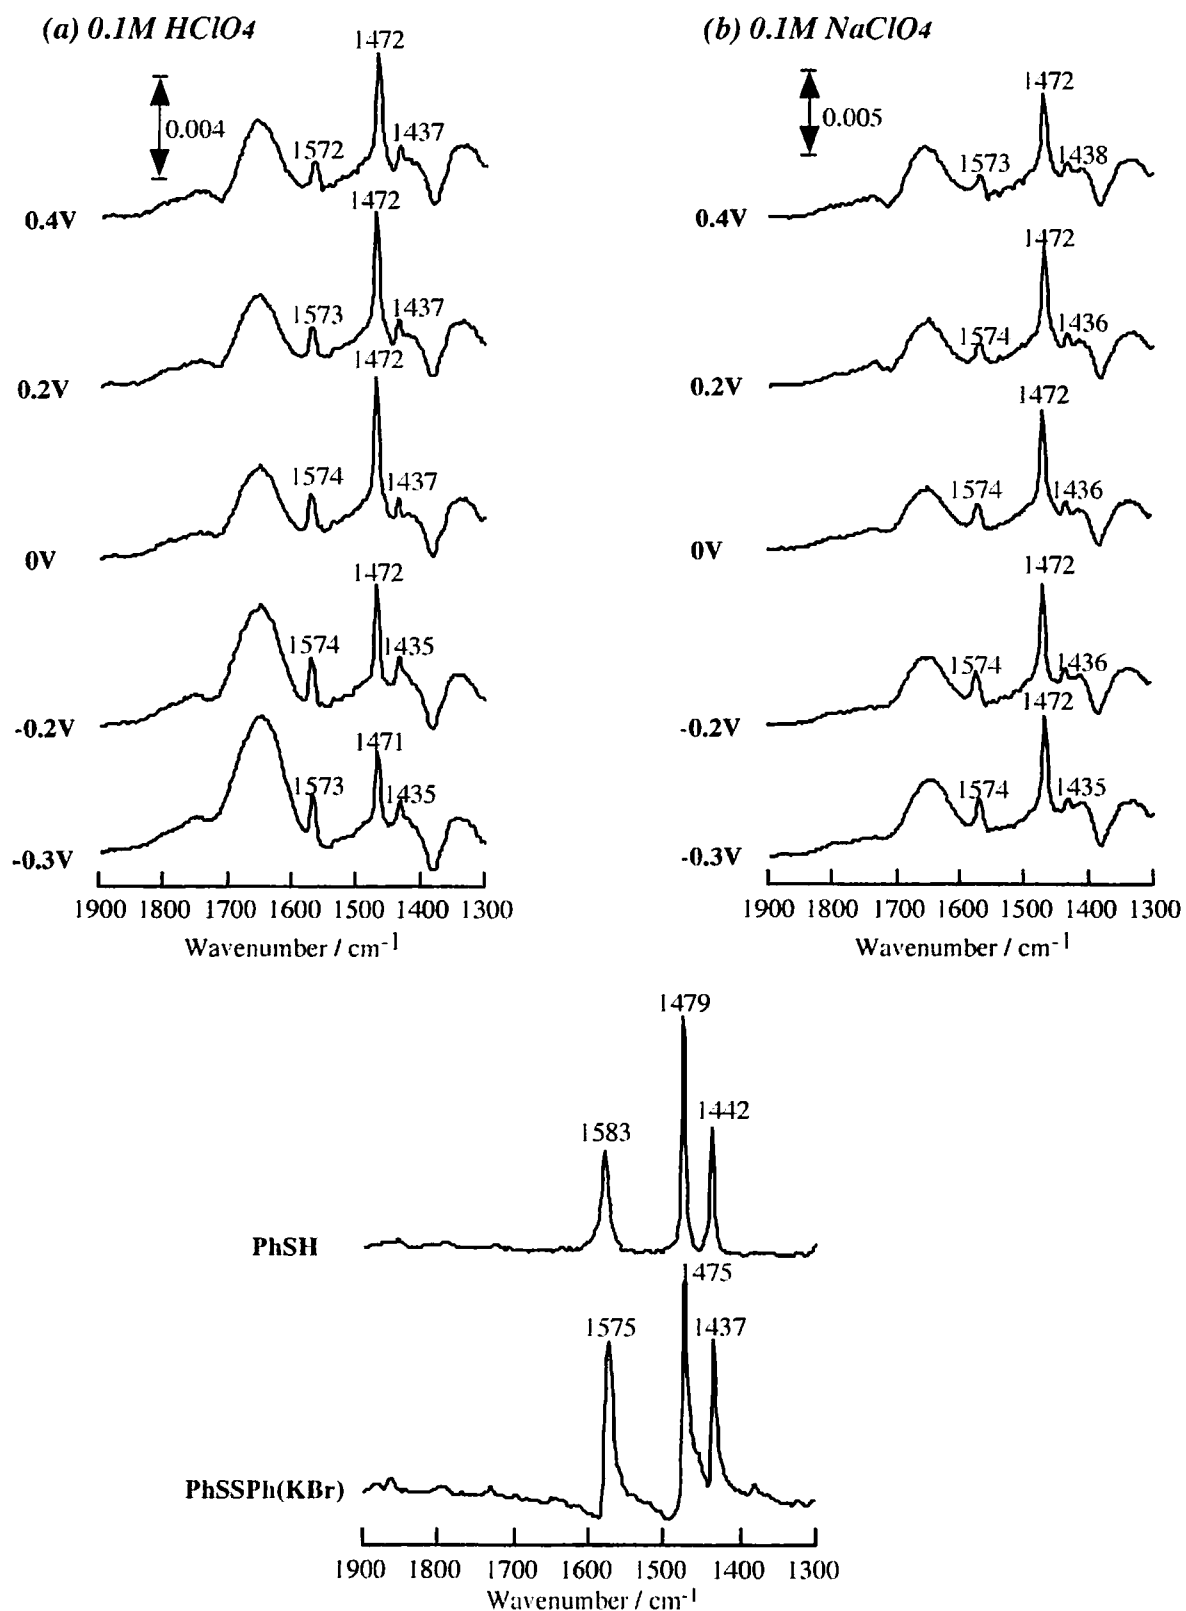 (a) 0.1M HClO4
1472
0.004
1572
1437
0.4V
1472
1573
1437
0.2V
1472
1574
1437
0V
1472
1574
1435
-0.2V
1471
1573
1435
-0.3V
1900 1800 1700 1600 1500 1400 1300
Wavenumber / cm-1
(b) 0.1M NaClO4
1472
0.005
1573
1438
0.4V
1472
1574
1436
0.2V
1472
1574
1436
0V
1472
1574
1436
-0.2V
1472
1574
1435
-0.3V
1900 1800 1700 1600 1500 1400 1300
Wavenumber / cm-1
1479
1583
1442
PhSH
1475
1575
1437
PhSSPh(KBr)
1900 1800 1700 1600 1500 1400 1300
Wavenumber / cm-1